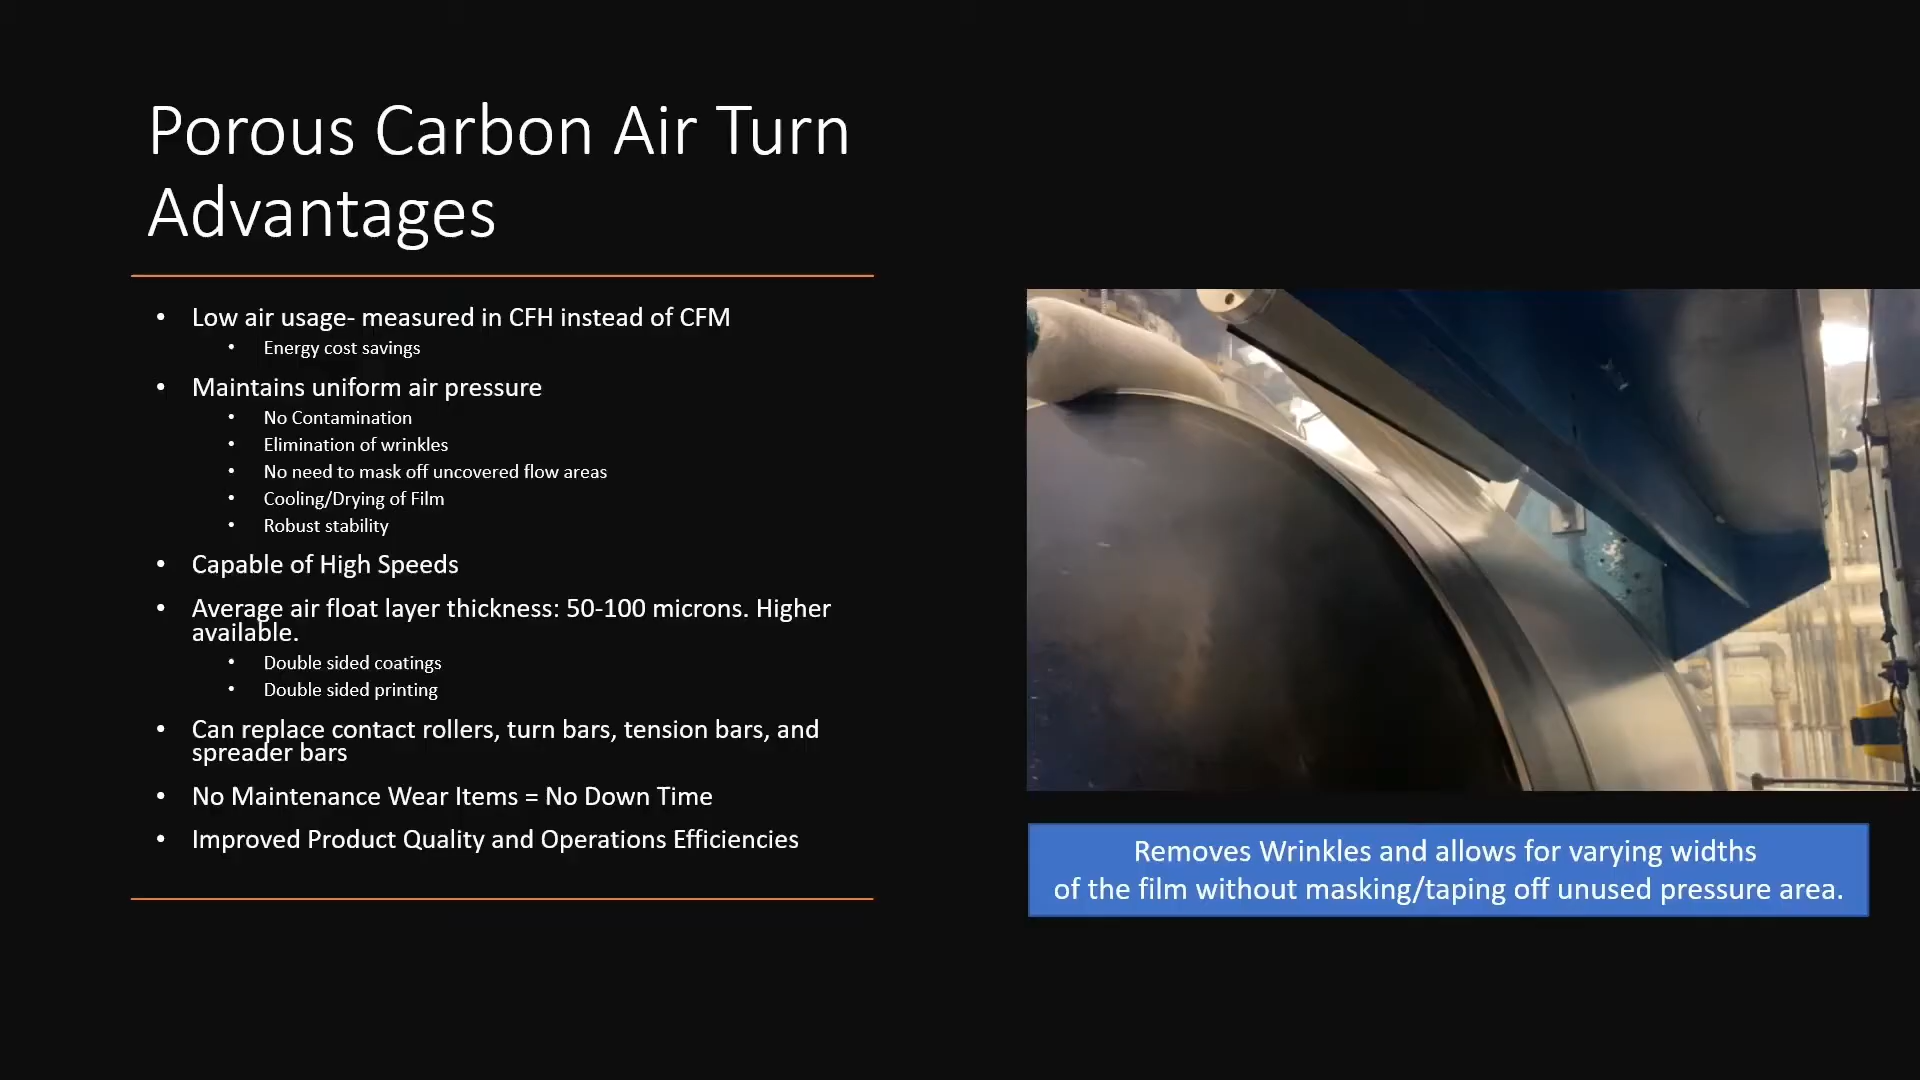 Porous Carbon Air Turn
Advantages
• Low air usage- measured in CFH instead of CFM
• Energy cost savings
• Maintains uniform air pressure
• No Contamination
• Elimination of wrinkles
• No need to mask off uncovered flow areas
• Cooling/Drying of Film
• Robust stability
• Capable of High Speeds
• Average air float layer thickness: 50-100 microns. Higher
available.
• Double sided coatings
• Double sided printing
• Can replace contact rollers, turn bars, tension bars, and
spreader bars
• No Maintenance Wear Items = No Down Time
• Improved Product Quality and Operations Efficiencies
Removes Wrinkles and allows for varying widths
of the film without masking/taping off unused pressure area.